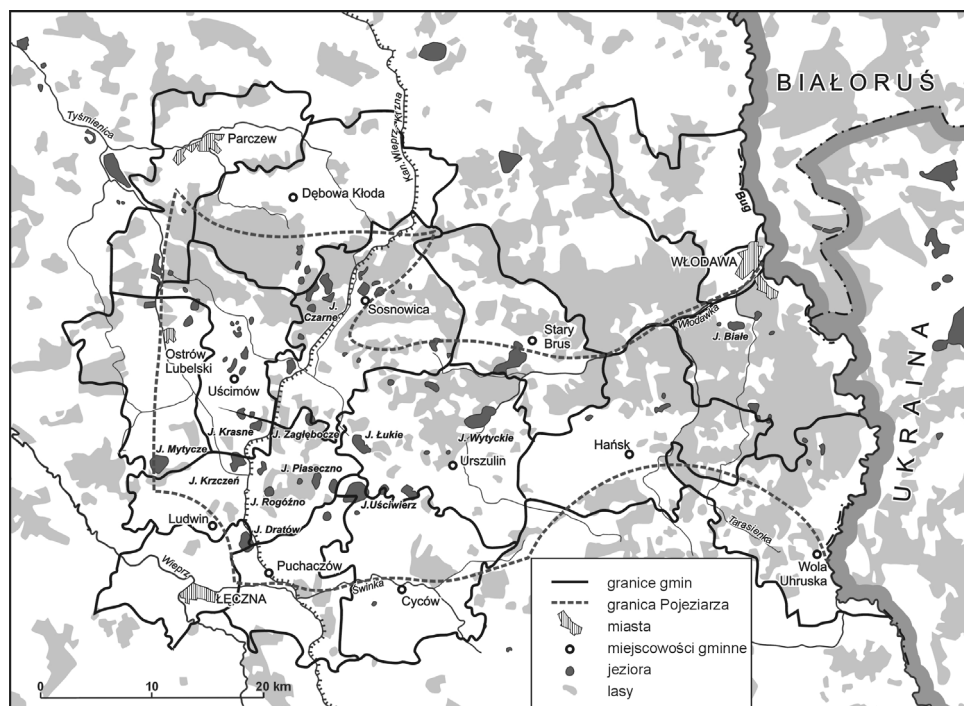 BIAŁORUŚ
Tyśmienica
Parczew
Kan. Wieprz-Krzna
Dębowa Kłoda
Bug
WŁODAWA
Sosnowica
J.
Czarne
Włodawka
Stary
Brus
J. Białe
Ostrów
Lubelski
Uścimów
UKRAINA
J. Krasne
J. Zagłębocze
J. Łukie
J. Wytyckie
Hańsk
J. Mytycze
Urszulin
J. Piaseczno
J. Krzczeń
J. Rogóźno
J.Uściwierz
Ludwin
J. Dratów
Tarasienka
Wola
Uhruska
Wieprz
Puchaczów
Świnka
ŁĘCZNA
Cyców
granice gmin
granica Pojeziarza
miasta
miejscowości gminne
jeziora
lasy
0 10 20 km